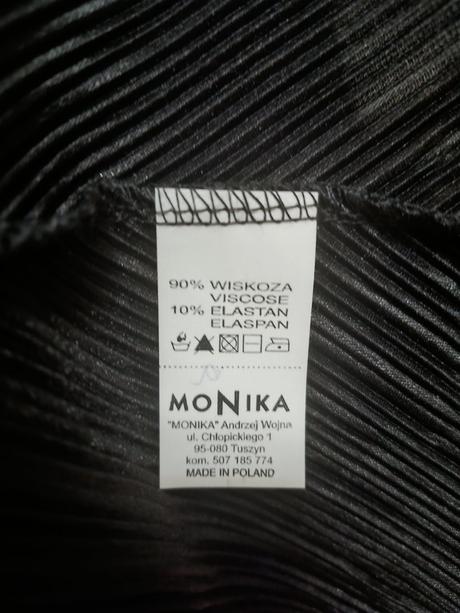 90% WISKOZA
VISCOSE
10% ELASTAN
ELASPAN
MONIKA
"MONIKA" Andrzej Wojna
ul. Chłopickiego 1
95-080 Tuszyn
kom. 507 185 774
MADE IN POLAND